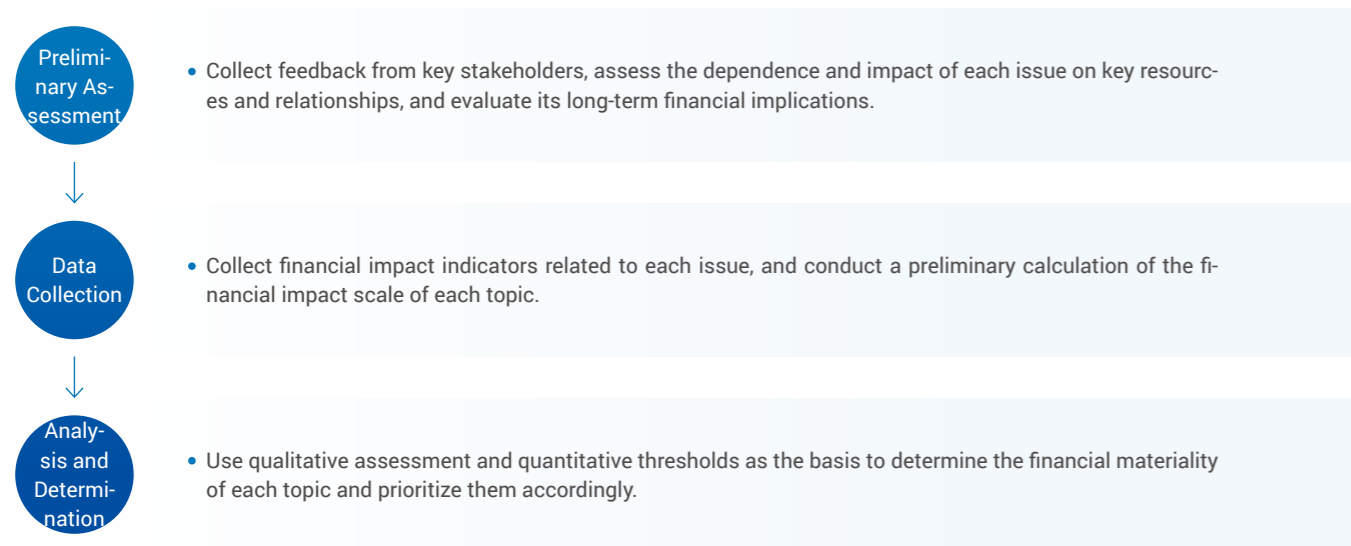 Prelimi-
nary As-
sessment
• Collect feedback from key stakeholders, assess the dependence and impact of each issue on key resourc-
es and relationships, and evaluate its long-term financial implications.
Data
Collection
• Collect financial impact indicators related to each issue, and conduct a preliminary calculation of the fi-
nancial impact scale of each topic.
Analy-
sis and
Determi-
nation
• Use qualitative assessment and quantitative thresholds as the basis to determine the financial materiality
of each topic and prioritize them accordingly.